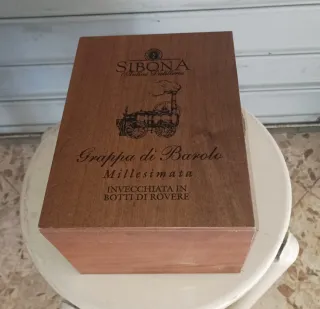 SIBONA
Grappa di Barolo
Millesimata
INVECCHIATA IN
BOTTI DI ROVERE